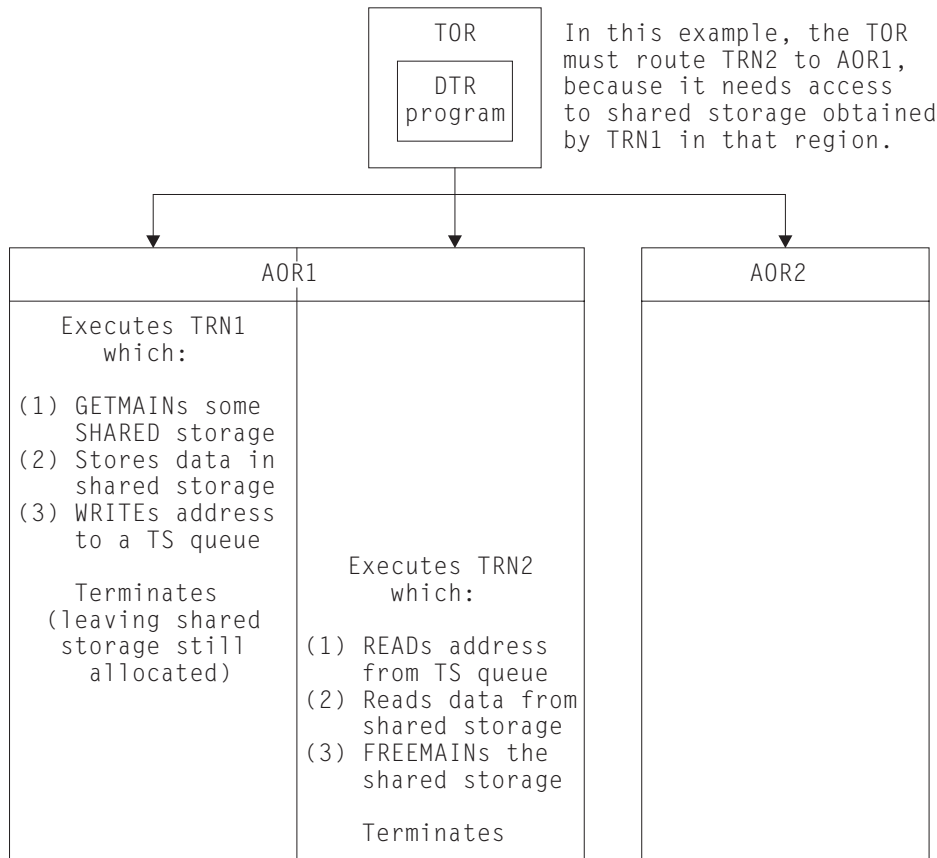 TOR
DTR
program
In this example, the TOR
must route TRN2 to AOR1,
because it needs access
to shared storage obtained
by TRN1 in that region.
AOR1
Executes TRN1
which:
(1) GETMAINs some
SHARED storage
(2) Stores data in
shared storage
(3) WRITEs address
to a TS queue
Terminates
(leaving shared
storage still
allocated)
Executes TRN2
which:
(1) READs address
from TS queue
(2) Reads data from
shared storage
(3) FREEMAINs the
shared storage
Terminates
AOR2